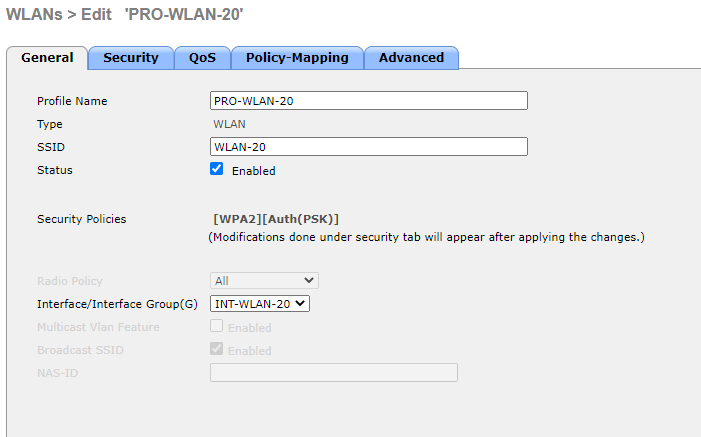 WLANs > Edit 'PRO-WLAN-20'
General Security QoS Policy-Mapping Advanced
Profile Name PRO-WLAN-20
Type WLAN
SSID WLAN-20
Status Enabled
Security Policies [WPA2][Auth(PSK)]
(Modifications done under security tab will appear after applying the changes.)
Radio Policy All
Interface/Interface Group(G) INT-WLAN-20
Multicast Vlan Feature Enabled
Broadcast SSID Enabled
NAS-ID